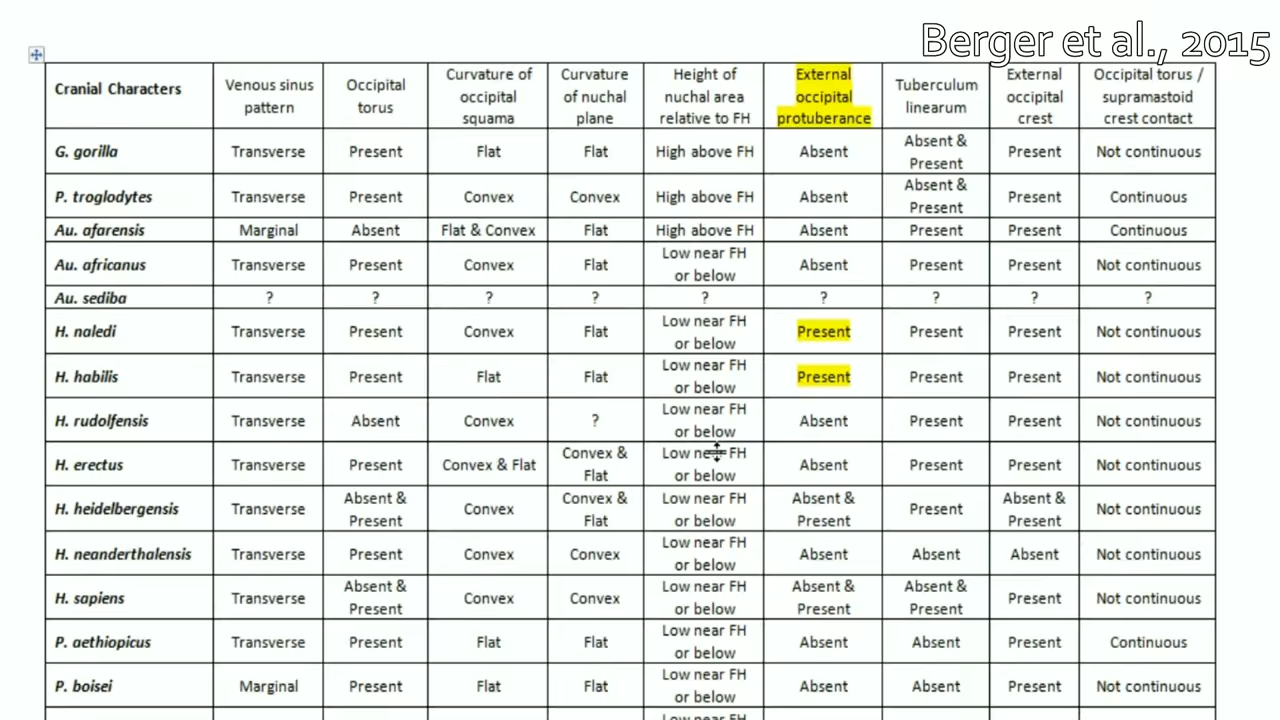 Berger et al., 2015
Cranial Characters | Venous sinus pattern | Occipital torus | Curvature of occipital squama | Curvature of nuchal plane | Height of nuchal area relative to FH | External occipital protuberance | Tuberculum linearum | External occipital crest | Occipital torus / supramastoid crest contact
G. gorilla | Transverse | Present | Flat | Flat | High above FH | Absent | Absent & Present | Present | Not continuous
P. troglodytes | Transverse | Present | Convex | Convex | High above FH | Absent | Absent & Present | Present | Continuous
Au. afarensis | Marginal | Absent | Flat & Convex | Flat | High above FH | Absent | Present | Present | Continuous
Au. africanus | Transverse | Present | Convex | Flat | Low near FH or below | Absent | Present | Present | Not continuous
Au. sediba | ? | ? | ? | ? | ? | ? | ? | ? | ?
H. naledi | Transverse | Present | Convex | Flat | Low near FH or below | Present | Present | Present | Not continuous
H. habilis | Transverse | Present | Flat | Flat | Low near FH or below | Present | Present | Present | Not continuous
H. rudolfensis | Transverse | Absent | Convex | ? | Low near FH or below | Absent | Present | Present | Not continuous
H. erectus | Transverse | Present | Convex & Flat | Convex & Flat | Low near FH or below | Absent | Present | Present | Not continuous
H. heidelbergensis | Transverse | Absent & Present | Convex | Convex & Flat | Low near FH or below | Absent & Present | Present | Absent & Present | Not continuous
H. neanderthalensis | Transverse | Present | Convex | Convex | Low near FH or below | Absent | Absent | Absent | Not continuous
H. sapiens | Transverse | Absent & Present | Convex | Convex | Low near FH or below | Absent & Present | Absent & Present | Present | Not continuous
P. aethiopicus | Transverse | Present | Flat | Flat | Low near FH or below | Absent | Absent | Present | Continuous
P. boisei | Marginal | Present | Flat | Flat | Low near FH or below | Absent | Absent | Present | Not continuous
Low near FH